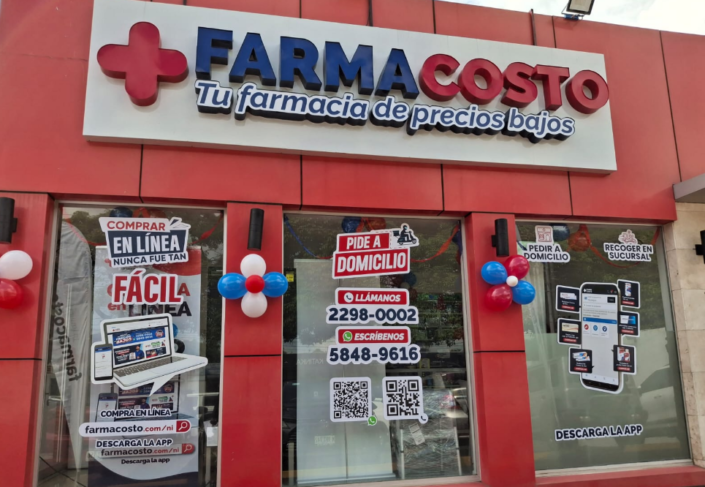 FARMACOSTO
Tu farmacia de precios bajos
COMPRAR
EN LÍNEA
NUNCA FUE TAN
FÁCIL
COMPRA EN LÍNEA
farmacosto.com/ni
DESCARGA LA APP
farmacosto.com/ni
Descarga la app
PIDE A
DOMICILIO
LLÁMANOS
2298-0002
ESCRÍBENOS
5848-9616
PEDIR A
DOMICILIO
RECOGER EN
SUCURSAL
DESCARGA LA APP